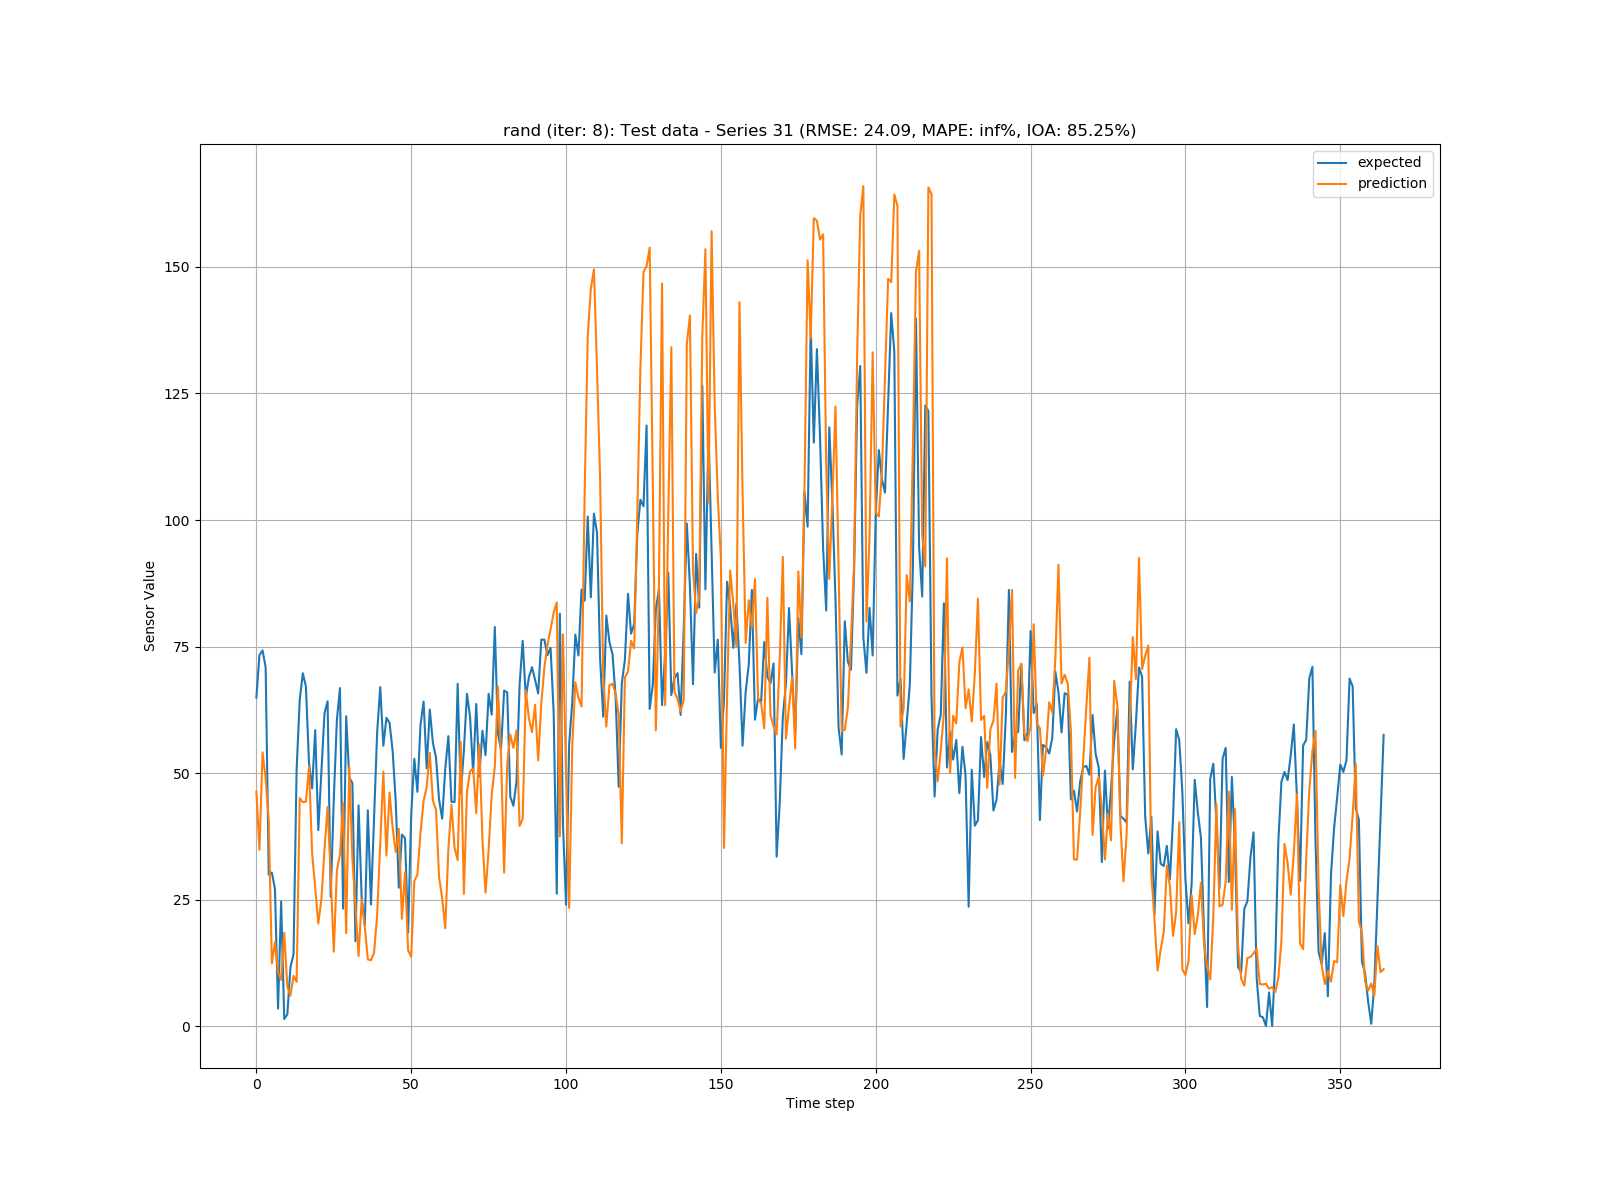 rand (iter: 8): Test data - Series 31 (RMSE: 24.09, MAPE: inf%, IOA: 85.25%)
expected
prediction
150
125
100
75
50
25
0
Sensor Value
0 50 100 150 200 250 300 350
Time step